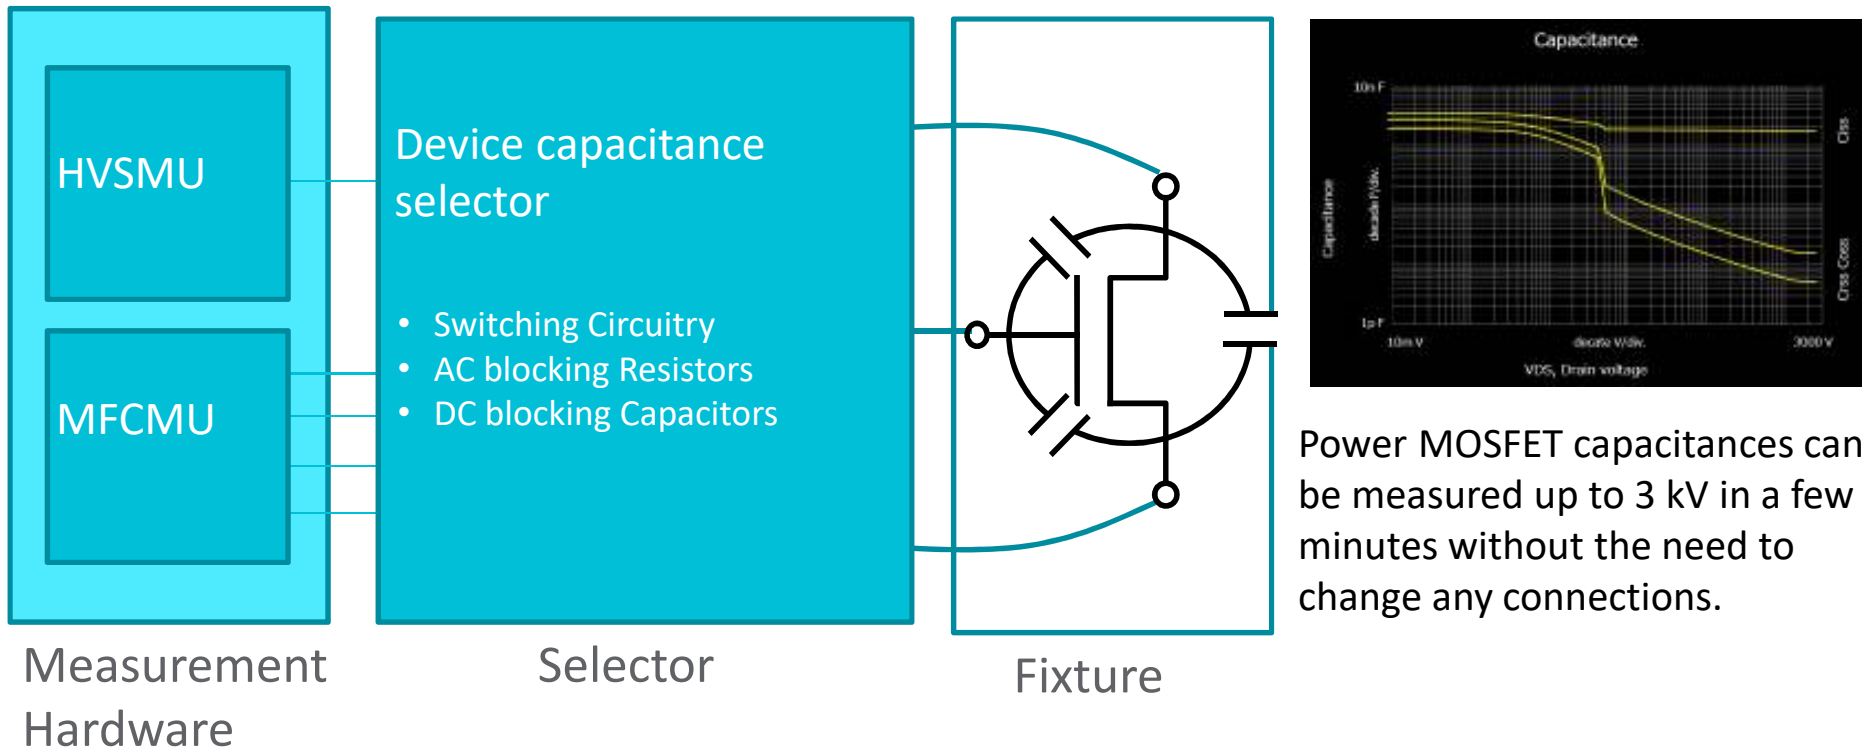 HVSMU
MFCMU
Measurement
Hardware
Device capacitance
selector
• Switching Circuitry
• AC blocking Resistors
• DC blocking Capacitors
Selector
Fixture
Capacitance
10n F
Capacitance
decade F/div.
1p F
10m V
decate V/div.
3000 V
VDS, Drain voltage
Ciss
Crss Coss
Power MOSFET capacitances can
be measured up to 3 kV in a few
minutes without the need to
change any connections.